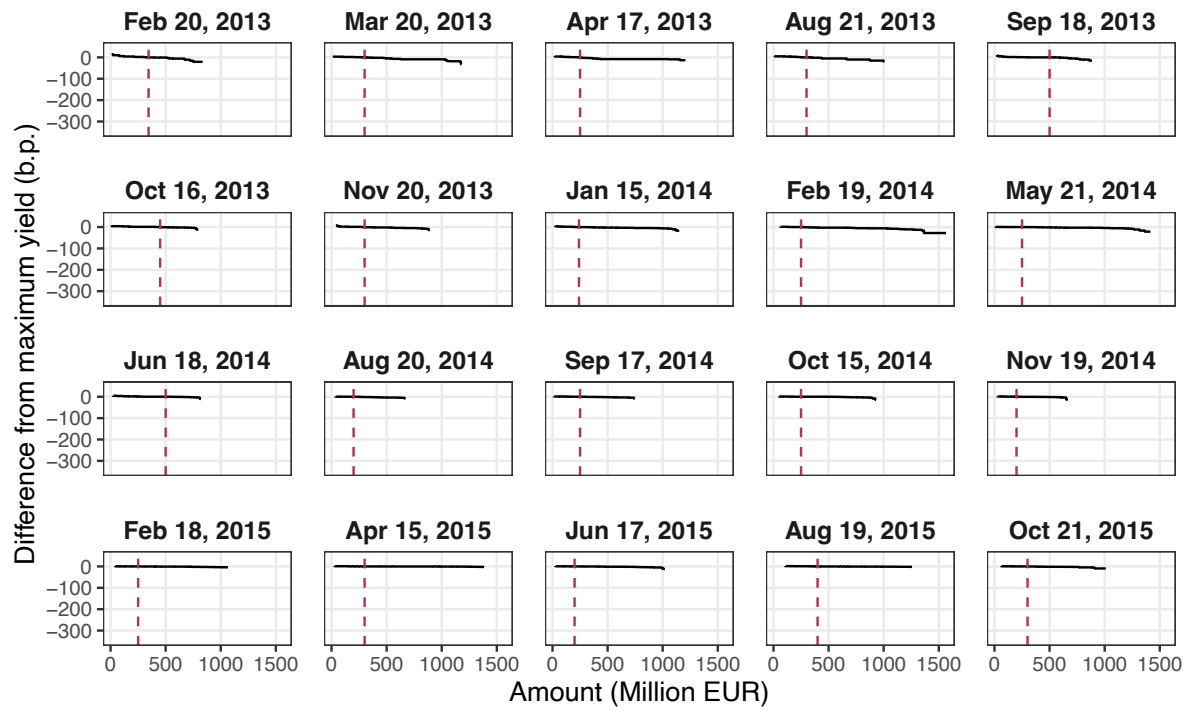 Feb 20, 2013 Mar 20, 2013 Apr 17, 2013 Aug 21, 2013 Sep 18, 2013
0
−100
−200
−300
Oct 16, 2013 Nov 20, 2013 Jan 15, 2014 Feb 19, 2014 May 21, 2014
0
−100
−200
−300
Jun 18, 2014 Aug 20, 2014 Sep 17, 2014 Oct 15, 2014 Nov 19, 2014
0
−100
−200
−300
Feb 18, 2015 Apr 15, 2015 Jun 17, 2015 Aug 19, 2015 Oct 21, 2015
0
−100
−200
−300
0 500 1000 1500 0 500 1000 1500 0 500 1000 1500 0 500 1000 1500 0 500 1000 1500
Amount (Million EUR)
Difference from maximum yield (b.p.)